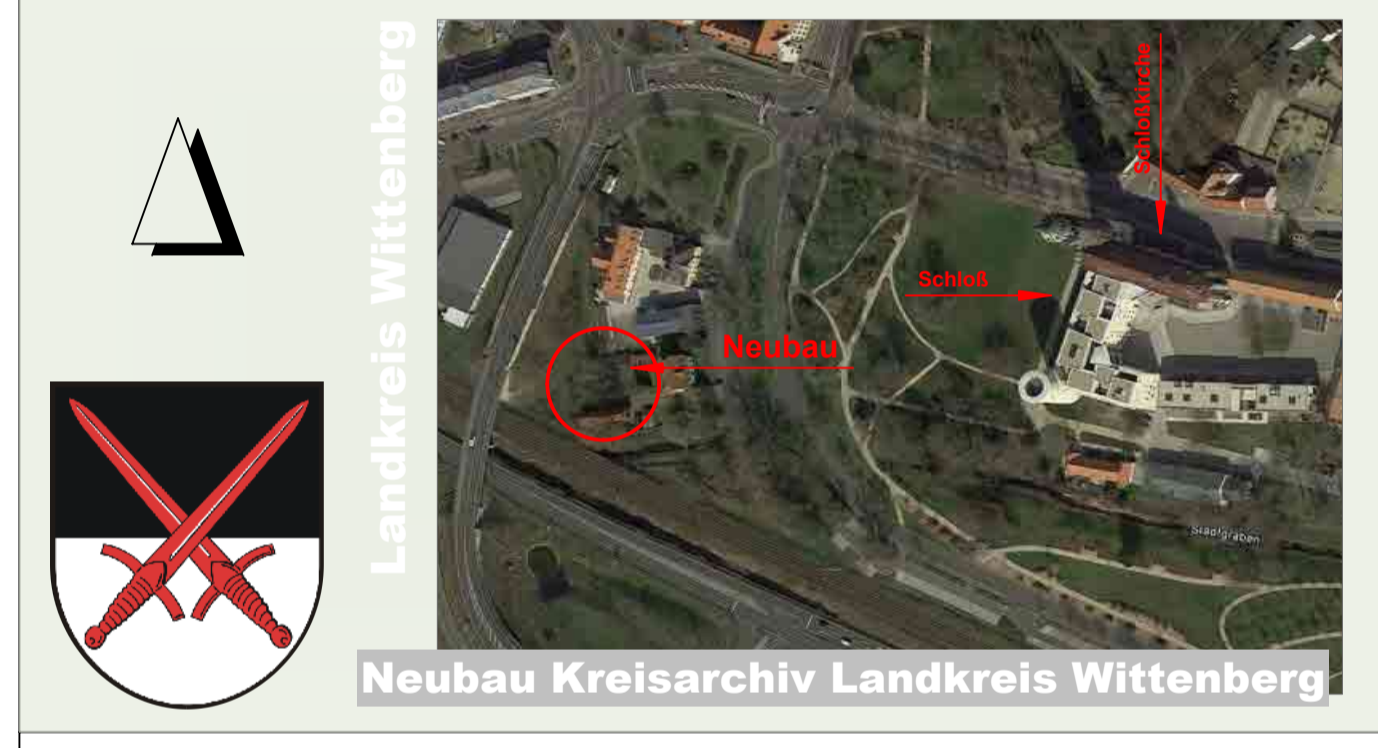 Landkreis Wittenberg
Schloßkirche
Schloß
Neubau
Stadtgraben
Neubau Kreisarchiv Landkreis Wittenberg